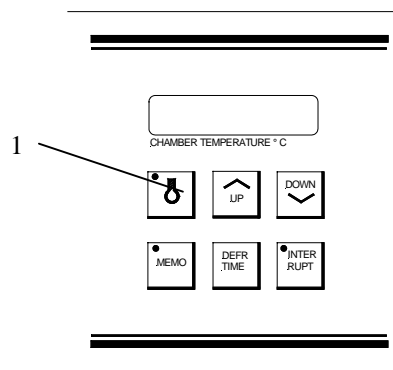 1
CHAMBER TEMPERATURE ° C
UP
DOWN
MEMO
DEFR
TIME
INTER
RUPT